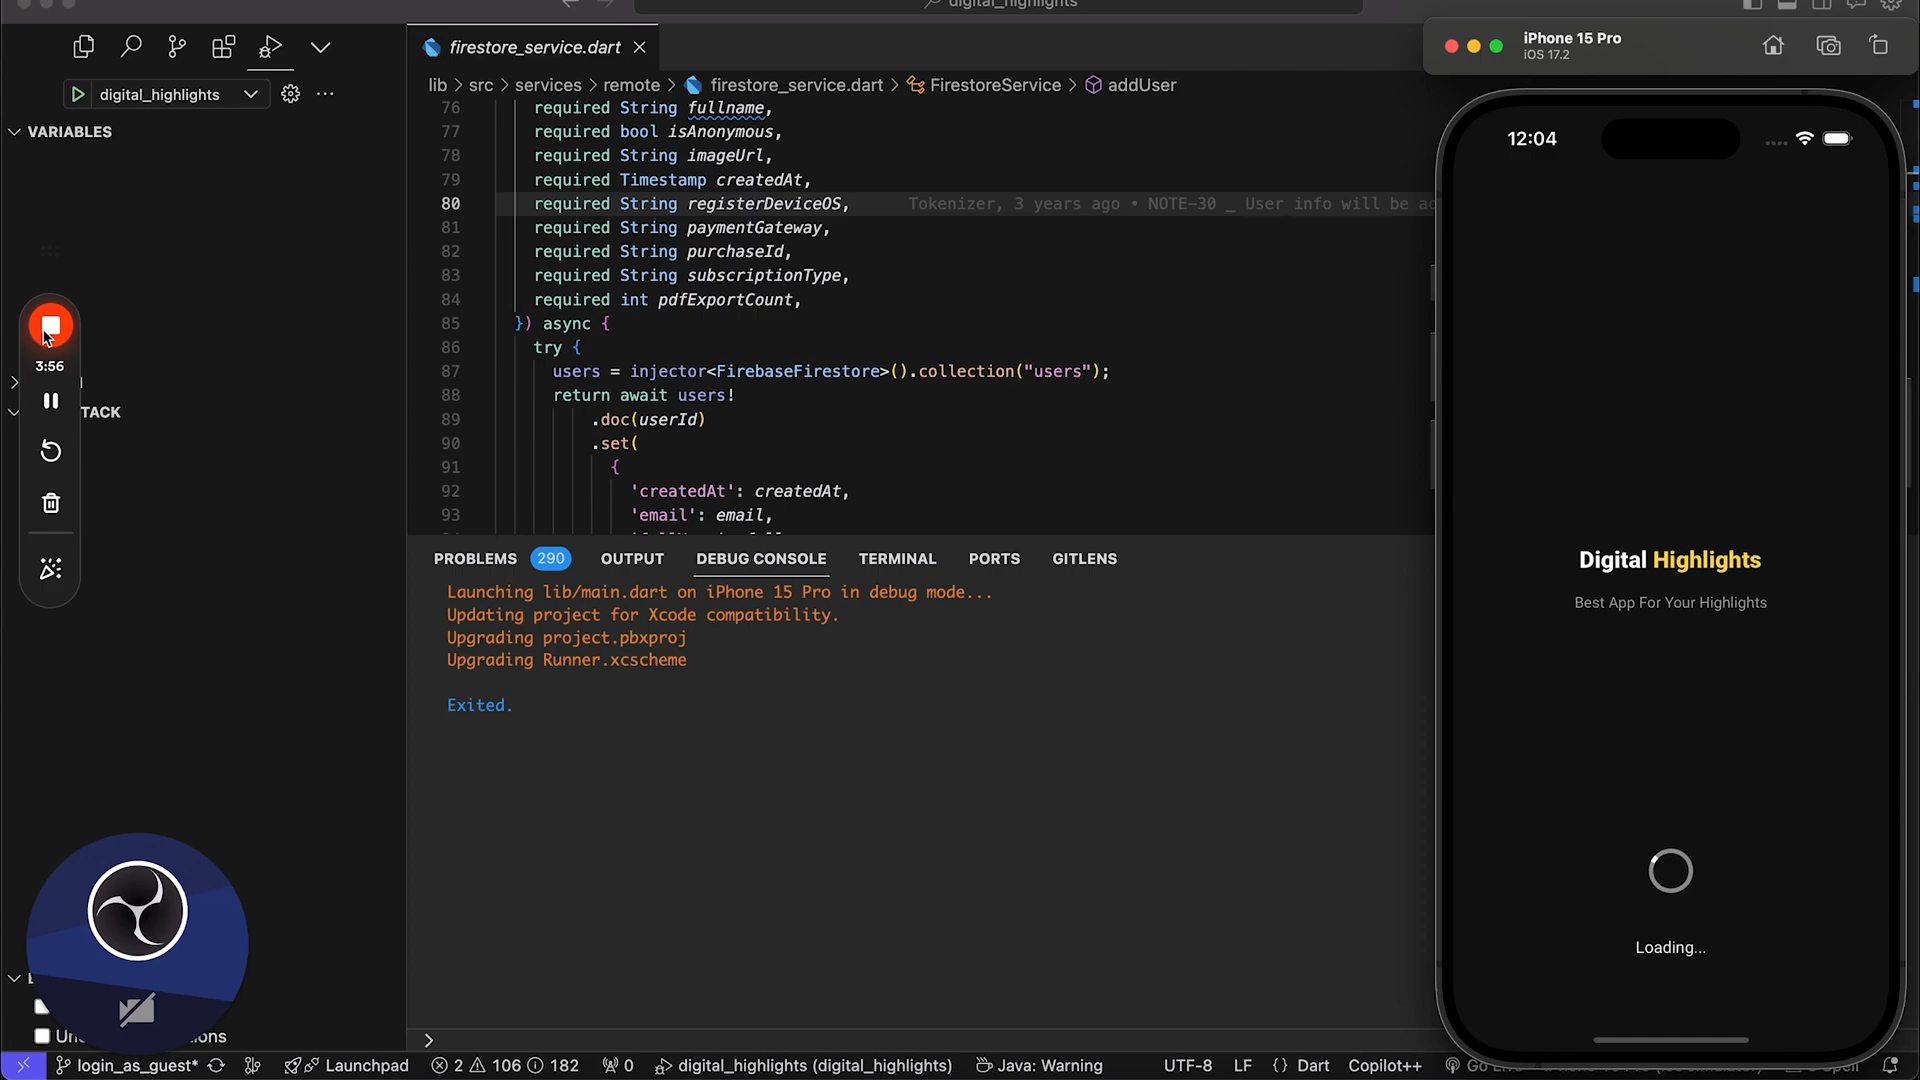 digital_highlights
firestore_service.dart
iPhone 15 Pro
iOS 17.2
digital_highlights
lib > src > services > remote > firestore_service.dart > FirestoreService > addUser
VARIABLES
76 required String fullname,
77 required bool isAnonymous,
78 required String imageUrl,
79 required Timestamp createdAt,
80 required String registerDeviceOS, Tokenizer, 3 years ago • NOTE-30 _ User info will be
81 required String paymentGateway,
82 required String purchaseId,
83 required String subscriptionType,
84 required int pdfExportCount,
85 }) async {
86 try {
87 users = injector<FirebaseFirestore>().collection("users");
88 return await users!
89 .doc(userId)
90 .set(
91 {
92 'createdAt': createdAt,
93 'email': email,
12:04
3:56
TACK
PROBLEMS 290 OUTPUT DEBUG CONSOLE TERMINAL PORTS GITLENS
Launching lib/main.dart on iPhone 15 Pro in debug mode...
Updating project for Xcode compatibility.
Upgrading project.pbxproj
Upgrading Runner.xcscheme
Exited.
Digital Highlights
Best App For Your Highlights
Loading...
login_as_guest* Launchpad 2 106 182 0 digital_highlights (digital_highlights) Java: Warning UTF-8 LF {} Dart Copilot++